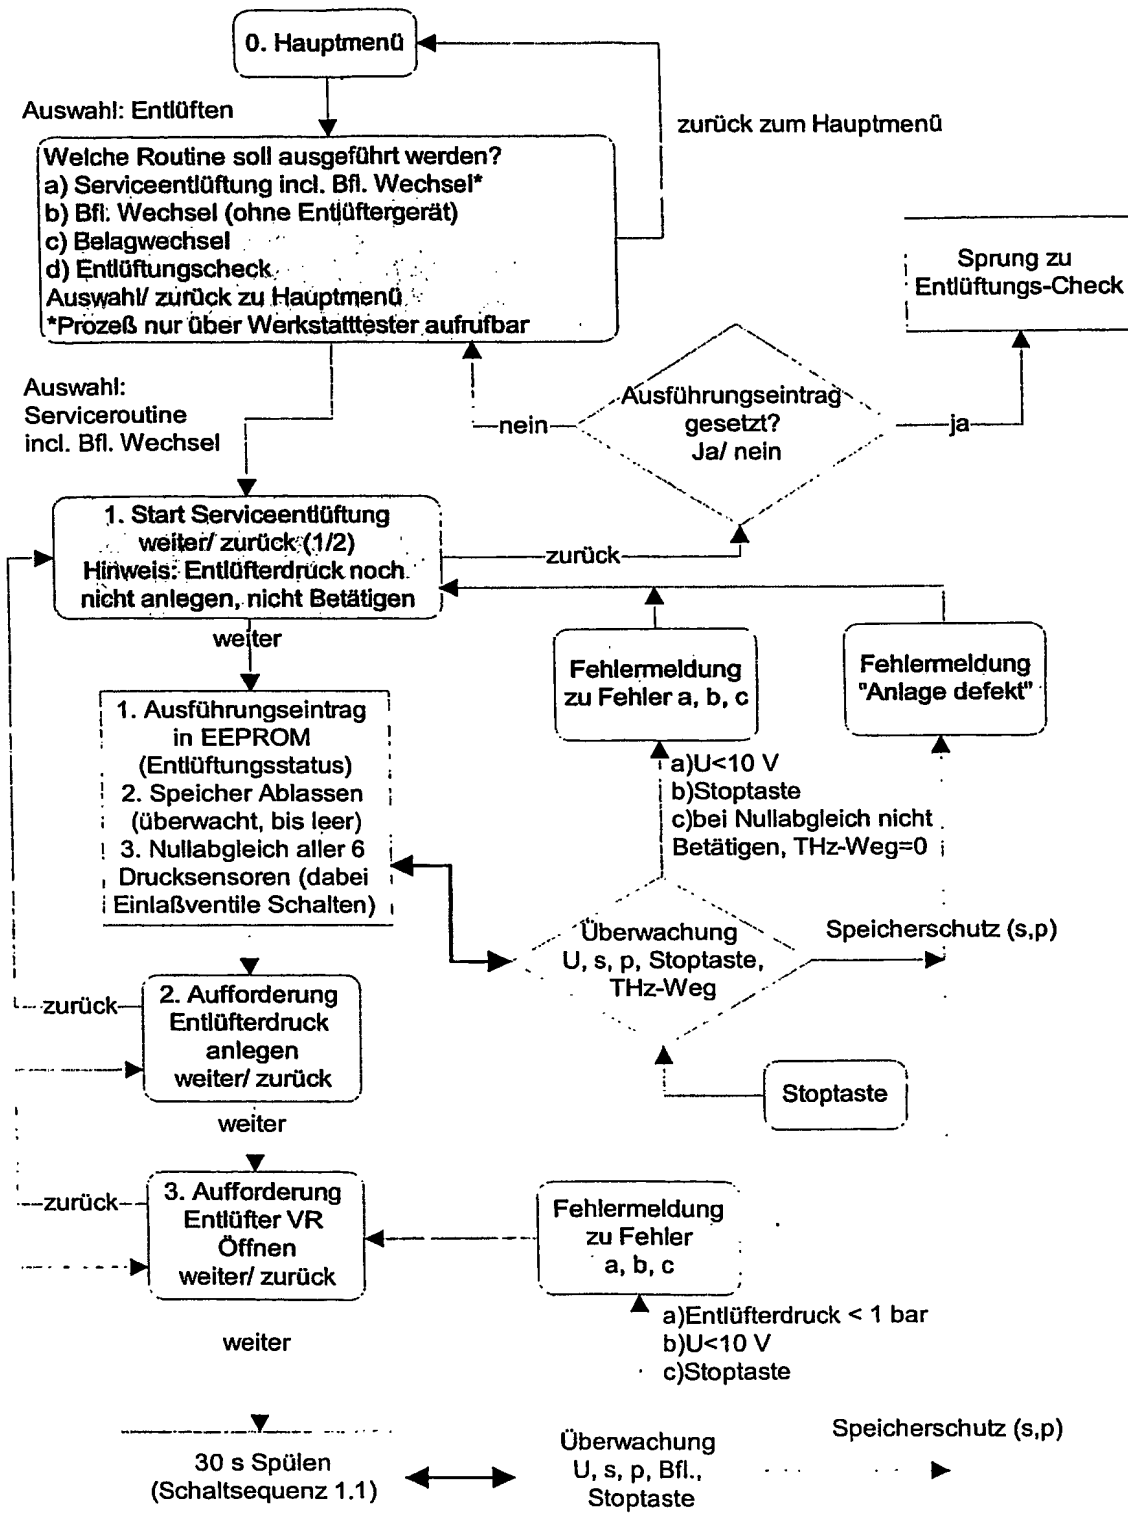 0. Hauptmenü
Auswahl: Entlüften
zurück zum Hauptmenü
Welche Routine soll ausgeführt werden?
a) Serviceentlüftung incl. Bfl. Wechsel*
b) Bfl. Wechsel (ohne Entlüftergerät)
c) Belagwechsel
d) Entlüftungscheck
Auswahl/ zurück zu Hauptmenü
*Prozeß nur über Werkstatttester aufrufbar
Sprung zu
Entlüftungs-Check
Auswahl:
Serviceroutine
incl. Bfl. Wechsel
Ausführungseintrag
gesetzt?
Ja/ nein
nein
ja
1. Start Serviceentlüftung
weiter/ zurück (1/2)
Hinweis: Entlüfterdruck noch
nicht anlegen, nicht Betätigen
zurück
weiter
Fehlermeldung
zu Fehler a, b, c
Fehlermeldung
"Anlage defekt"
1. Ausführungseintrag
in EEPROM
(Entlüftungsstatus)
2. Speicher Ablassen
(überwacht, bis leer)
3. Nullabgleich aller 6
Drucksensoren (dabei
Einlaßventile Schalten)
a)U<10 V
b)Stoptaste
c)bei Nullabgleich nicht
Betätigen, THz-Weg=0
Überwachung
U, s, p, Stoptaste,
THz-Weg
Speicherschutz (s,p)
zurück
2. Aufforderung
Entlüfterdruck
anlegen
weiter/ zurück
Stoptaste
weiter
zurück
3. Aufforderung
Entlüfter VR
Öffnen
weiter/ zurück
Fehlermeldung
zu Fehler
a, b, c
a)Entlüfterdruck < 1 bar
b)U<10 V
c)Stoptaste
weiter
30 s Spülen
(Schaltsequenz 1.1)
Überwachung
U, s, p, Bfl.,
Stoptaste
Speicherschutz (s,p)